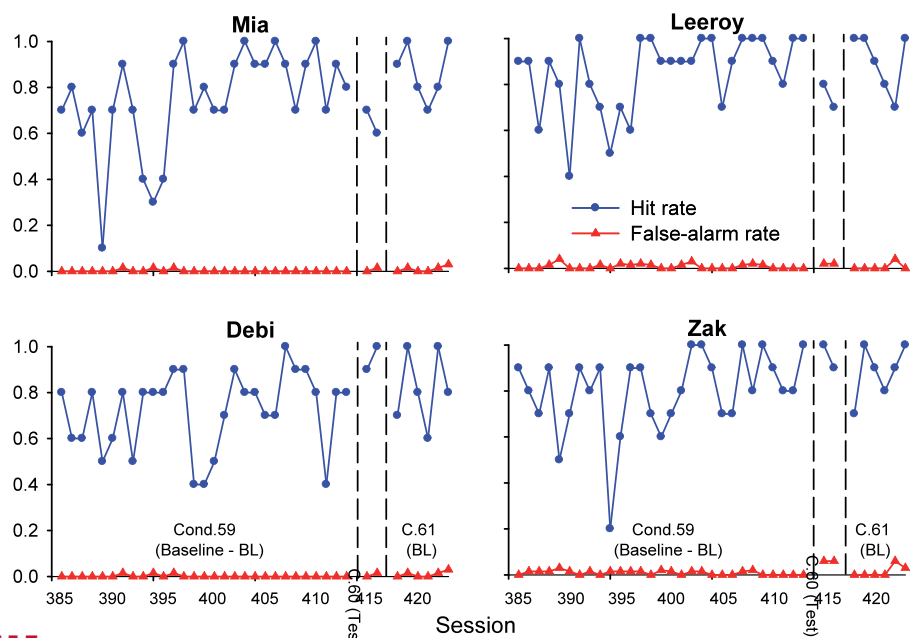 Mia
Leeroy
1.0
0.8
0.6
0.4
0.2
0.0
Hit rate
False-alarm rate
Debi
Zak
1.0
0.8
0.6
0.4
0.2
0.0
Cond.59
(Baseline - BL)
C.61
(BL)
Cond.59
(Baseline - BL)
C.61
(BL)
C.60 (Tes
C.60 (Test)
385 390 395 400 405 410 415 420
385 390 395 400 405 410 415 420
Session